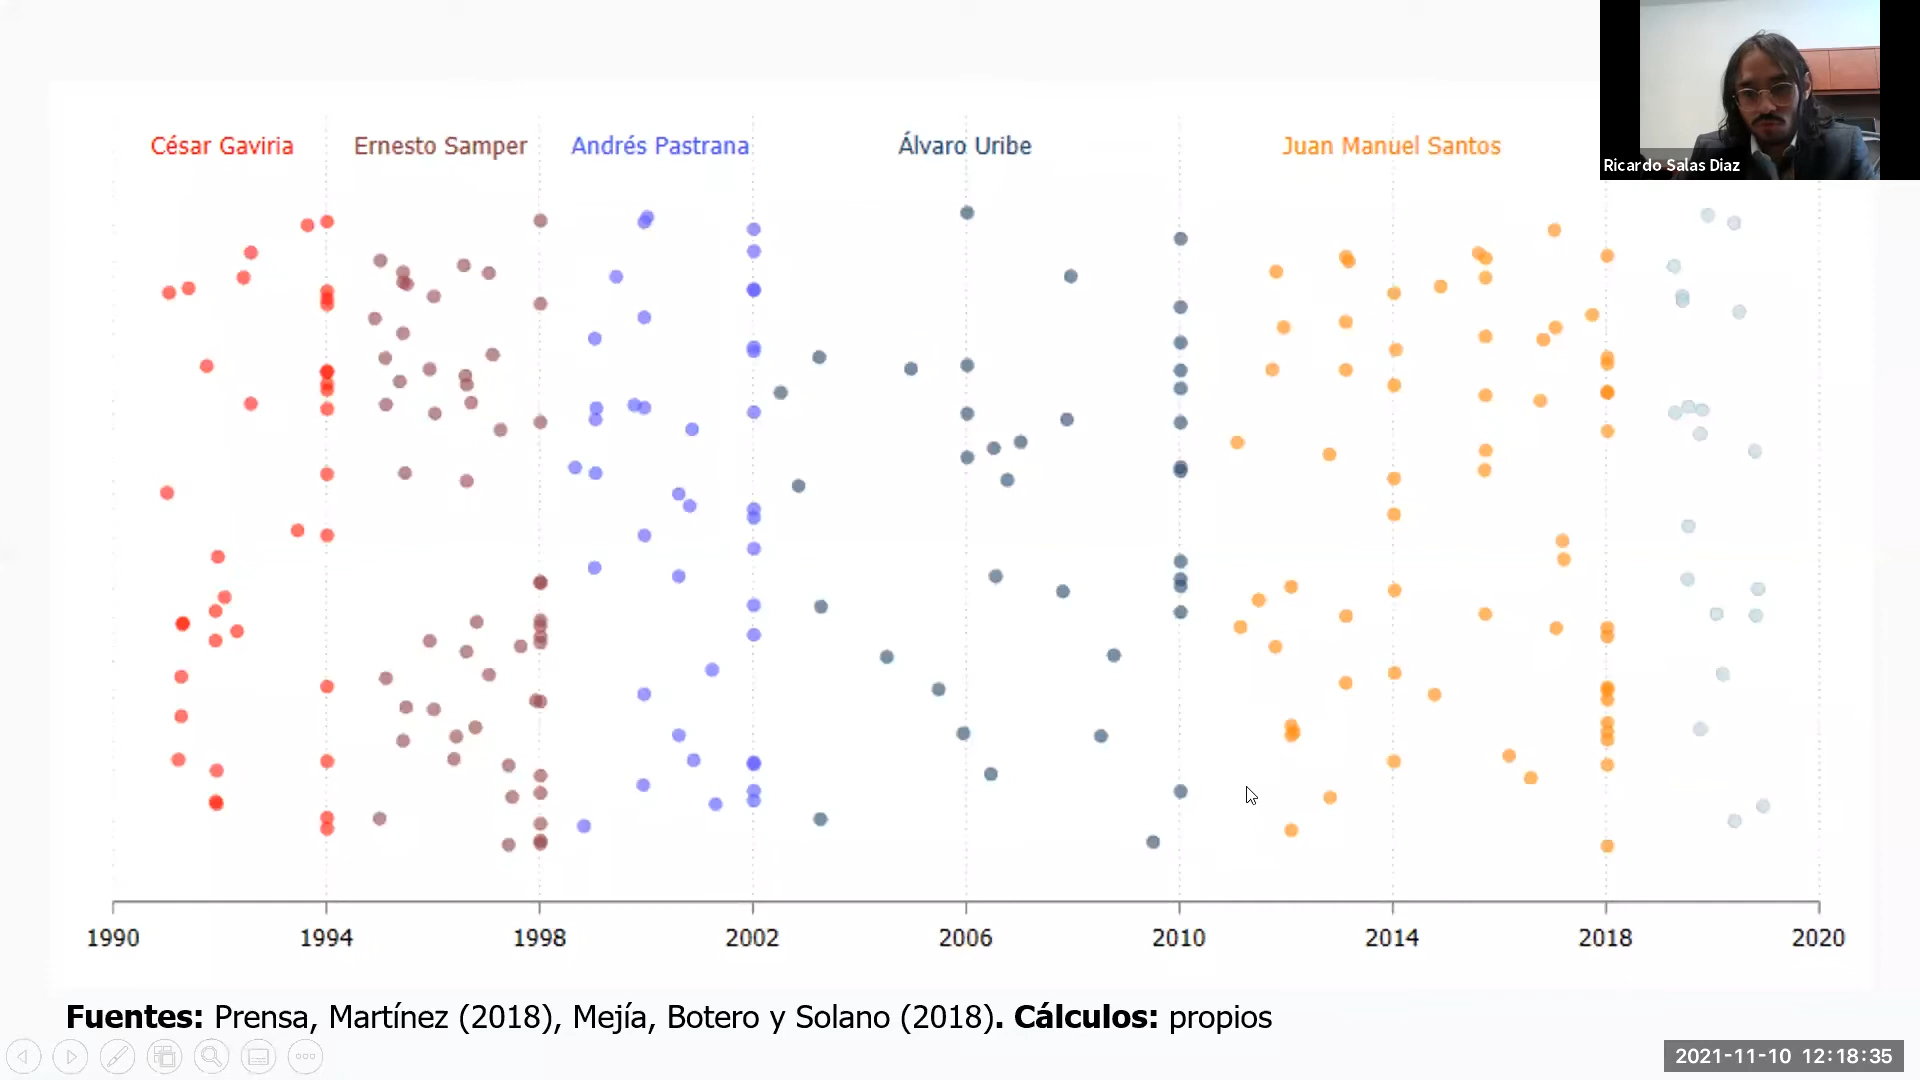 César Gaviria Ernesto Samper Andrés Pastrana Álvaro Uribe Juan Manuel Santos
Ricardo Salas Diaz
1990 1994 1998 2002 2006 2010 2014 2018 2020
Fuentes: Prensa, Martínez (2018), Mejía, Botero y Solano (2018). Cálculos: propios
2021-11-10 12:18:35